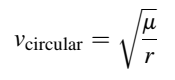 v_circular = √(μ/r)